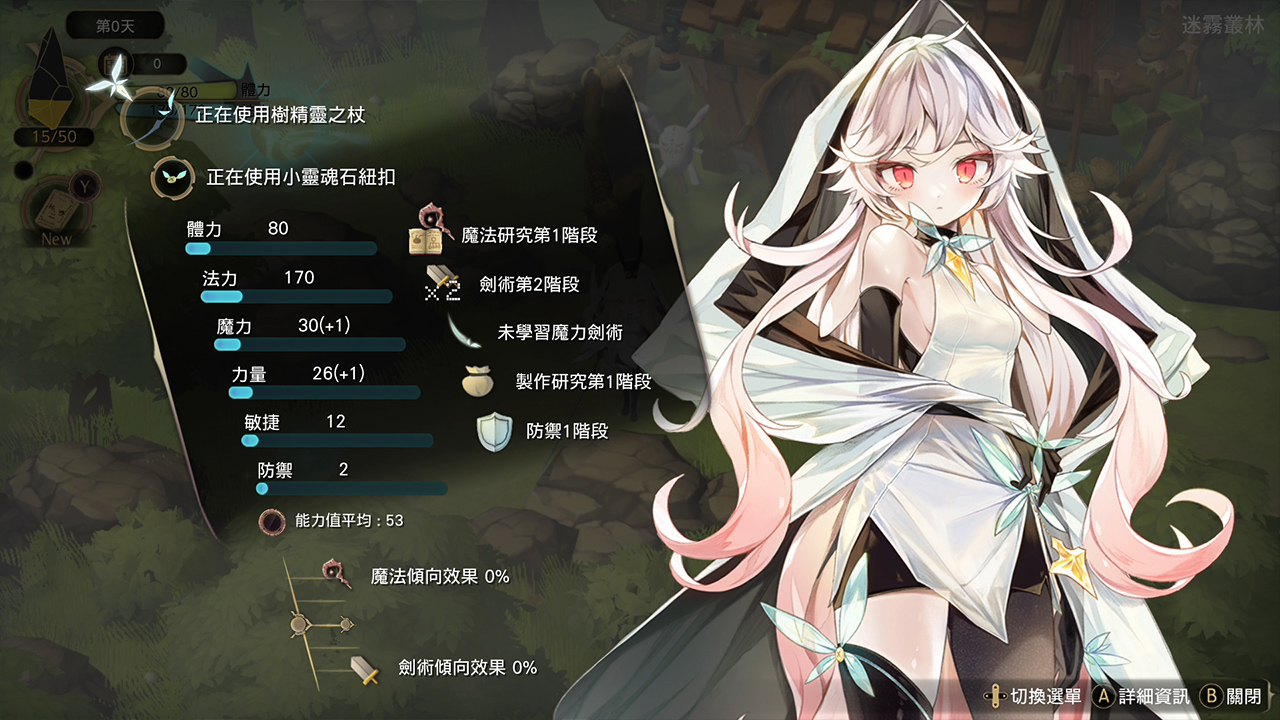 第0天
迷霧叢林
0
80/80 體力
正在使用樹精靈之杖
15/50
正在使用小靈魂石紐扣
Y
New
體力 80
魔法研究第1階段
法力 170
劍術第2階段
魔力 30(+1)
未學習魔力劍術
力量 26(+1)
製作研究第1階段
敏捷 12
防禦1階段
防禦 2
能力值平均 : 53
魔法傾向效果 0%
劍術傾向效果 0%
切換選單 A 詳細資訊 B 關閉